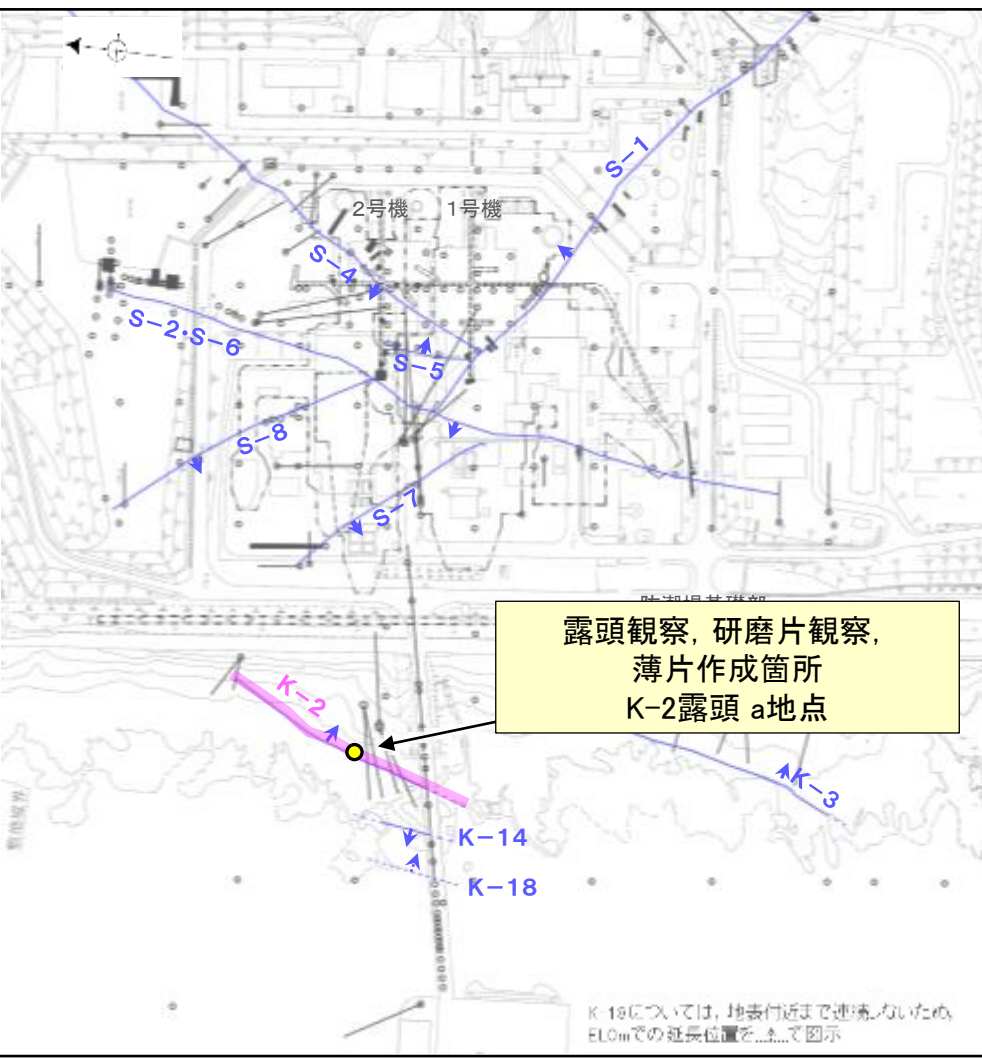 S-1
2号機
1号機
S-4
S-2・S-6
S-5
S-8
S-7
露頭観察, 研磨片観察,
薄片作成箇所
K-2露頭 a地点
K-2
K-3
K-14
K-18
K-18については, 地表付近まで連続しないため,
EL0mでの延長位置を
で図示